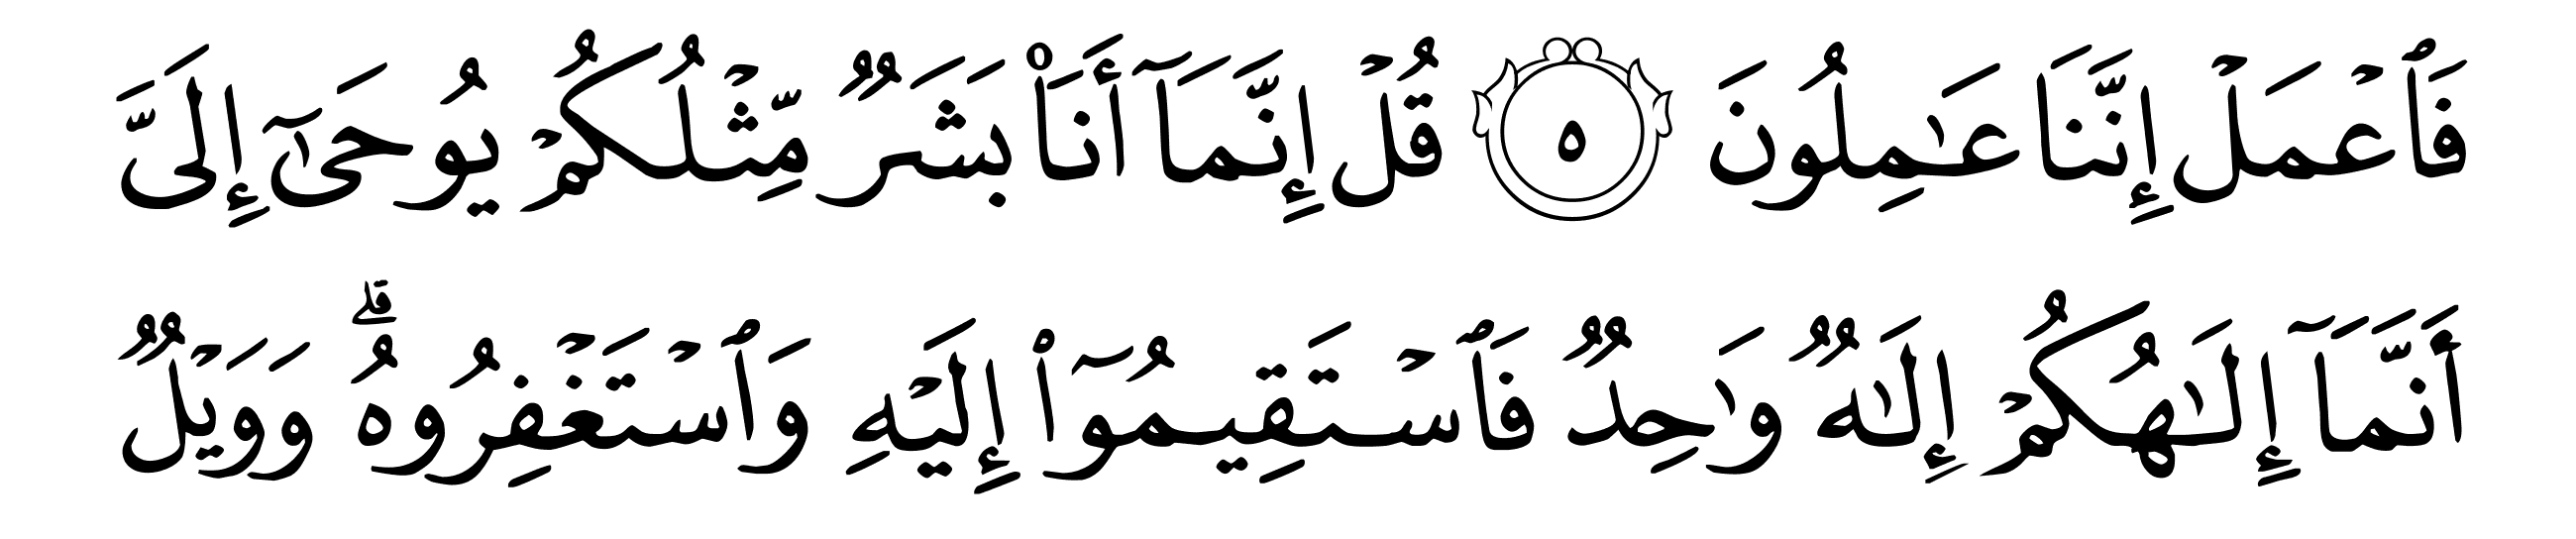 فَٱعۡمَلۡ إِنَّنَا عَٰمِلُونَ ٥ قُلۡ إِنَّمَآ أَنَا۠ بَشَرٞ مِّثۡلُكُمۡ يُوحَىٰٓ إِلَيَّ
أَنَّمَآ إِلَٰهُكُمۡ إِلَٰهٞ وَٰحِدٞ فَٱسۡتَقِيمُوٓاْ إِلَيۡهِ وَٱسۡتَغۡفِرُوهُۗ وَوَيۡلٞ